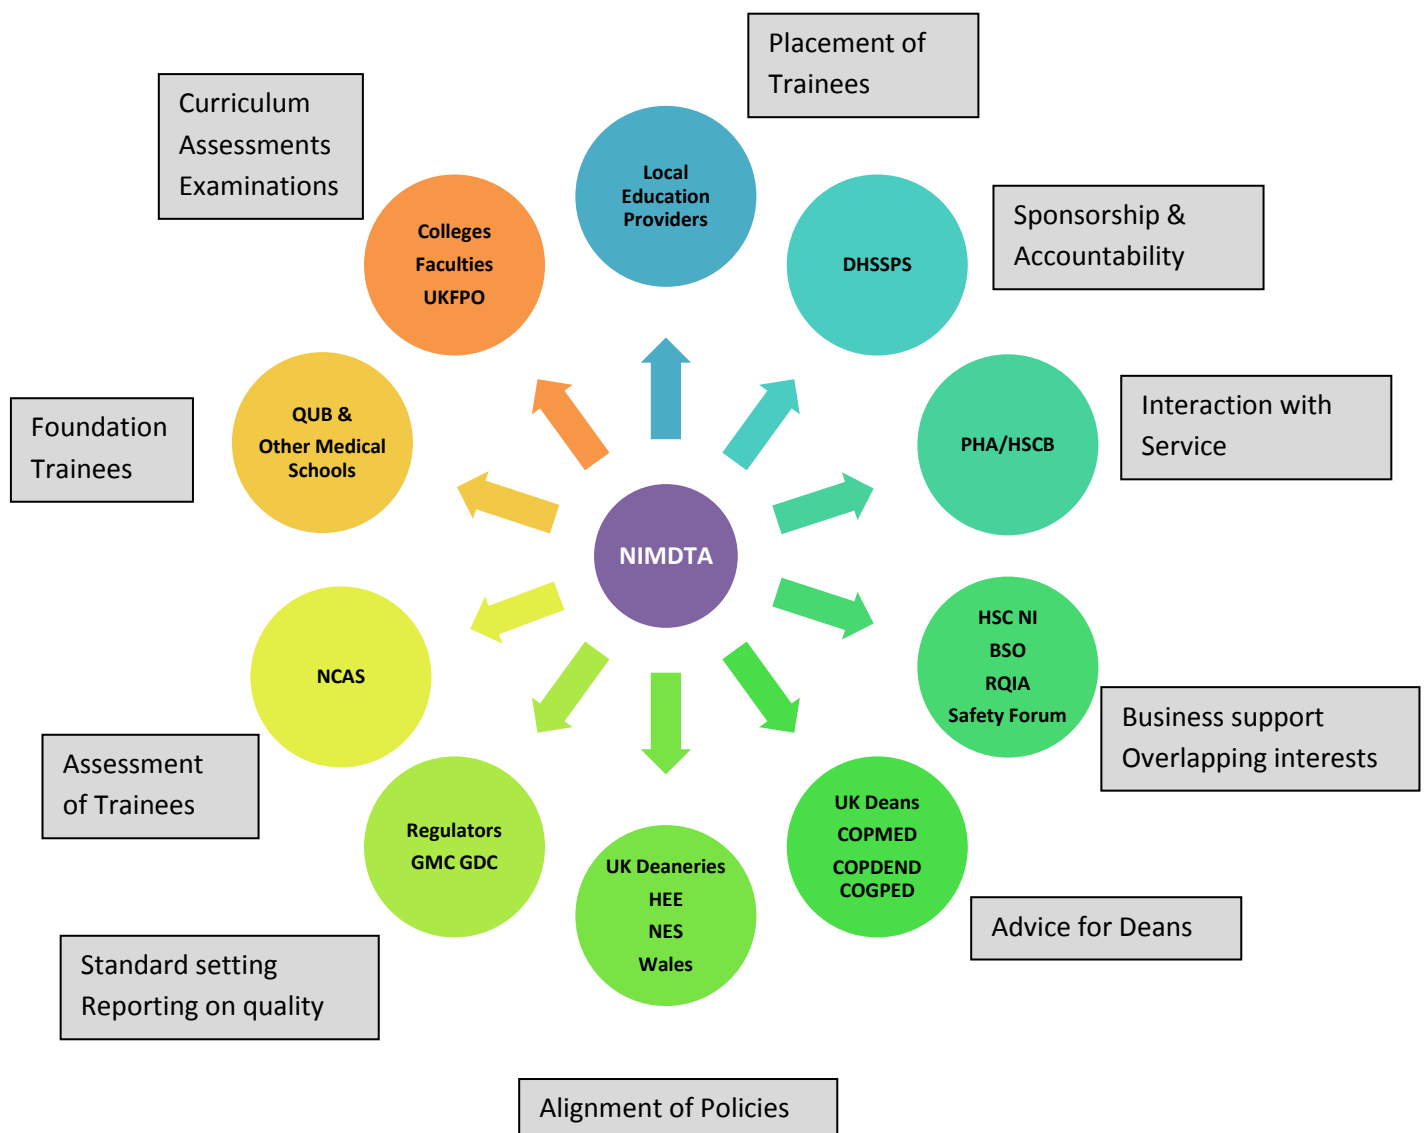 Placement of
Trainees
Curriculum
Assessments
Examinations
Local
Education
Providers
Colleges
Faculties
UKFPO
DHSSPS
Sponsorship &
Accountability
Foundation
Trainees
QUB &
Other Medical
Schools
PHA/HSCB
Interaction with
Service
NIMDTA
NCAS
HSC NI
BSO
RQIA
Safety Forum
Business support
Overlapping interests
Assessment
of Trainees
Regulators
GMC GDC
UK Deaneries
HEE
NES
Wales
UK Deans
COPMED
COPDEND
COGPED
Advice for Deans
Standard setting
Reporting on quality
Alignment of Policies